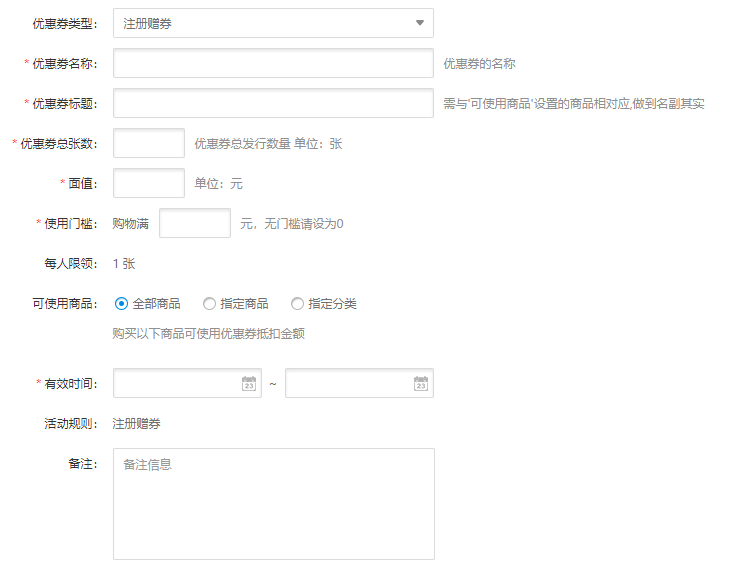 优惠券类型： 注册赠券
* 优惠券名称： 优惠券的名称
* 优惠券标题： 需与'可使用商品'设置的商品相对应,做到名副其实
* 优惠券总张数： 优惠券总发行数量 单位：张
* 面值： 单位：元
* 使用门槛： 购物满 元，无门槛请设为0
每人限领： 1 张
可使用商品： 全部商品 指定商品 指定分类
购买以下商品可使用优惠券抵扣金额
* 有效时间： 23 ~ 23
活动规则： 注册赠券
备注： 备注信息